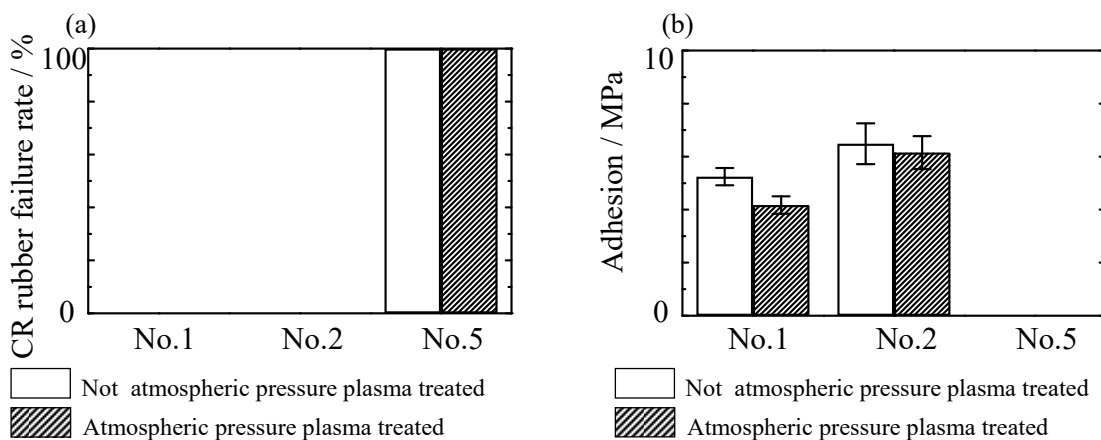 (a)
CR rubber failure rate / %
100
0
No.1 No.2 No.5
Not atmospheric pressure plasma treated
Atmospheric pressure plasma treated
(b)
Adhesion / MPa
10
0
No.1 No.2 No.5
Not atmospheric pressure plasma treated
Atmospheric pressure plasma treated